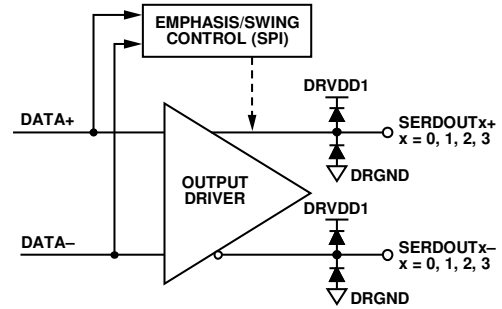 EMPHASIS/SWING
CONTROL (SPI)
DRVDD1
DATA+
SERDOUTx+
x = 0, 1, 2, 3
DRGND
OUTPUT
DRIVER
DRVDD1
DATA–
SERDOUTx–
x = 0, 1, 2, 3
DRGND